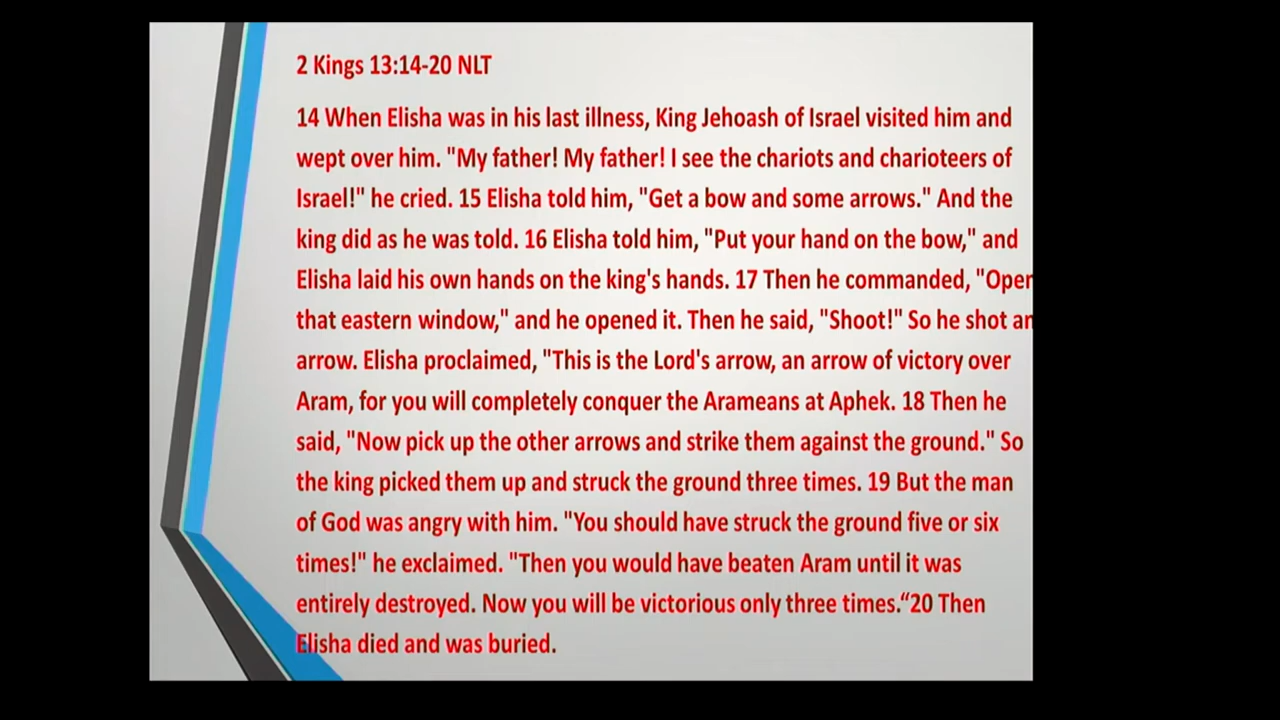 2 Kings 13:14-20 NLT
14 When Elisha was in his last illness, King Jehoash of Israel visited him and
wept over him. "My father! My father! I see the chariots and charioteers of
Israel!" he cried. 15 Elisha told him, "Get a bow and some arrows." And the
king did as he was told. 16 Elisha told him, "Put your hand on the bow," and
Elisha laid his own hands on the king's hands. 17 Then he commanded, "Open
that eastern window," and he opened it. Then he said, "Shoot!" So he shot an
arrow. Elisha proclaimed, "This is the Lord's arrow, an arrow of victory over
Aram, for you will completely conquer the Arameans at Aphek. 18 Then he
said, "Now pick up the other arrows and strike them against the ground." So
the king picked them up and struck the ground three times. 19 But the man
of God was angry with him. "You should have struck the ground five or six
times!" he exclaimed. "Then you would have beaten Aram until it was
entirely destroyed. Now you will be victorious only three times.“20 Then
Elisha died and was buried.